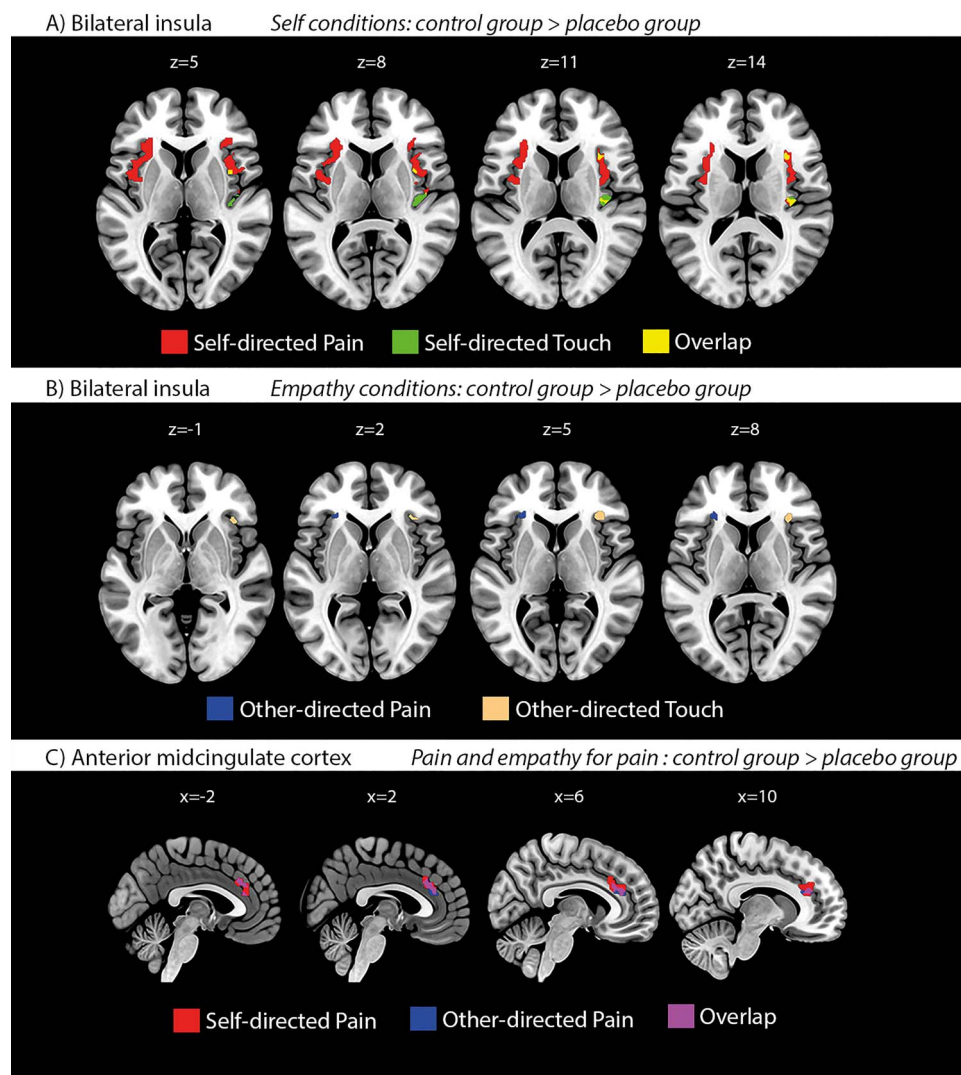 A) Bilateral insula Self conditions: control group > placebo group
z=5 z=8 z=11 z=14
Self-directed Pain Self-directed Touch Overlap
B) Bilateral insula Empathy conditions: control group > placebo group
z=-1 z=2 z=5 z=8
Other-directed Pain Other-directed Touch
C) Anterior midcingulate cortex Pain and empathy for pain : control group > placebo group
x=-2 x=2 x=6 x=10
Self-directed Pain Other-directed Pain Overlap